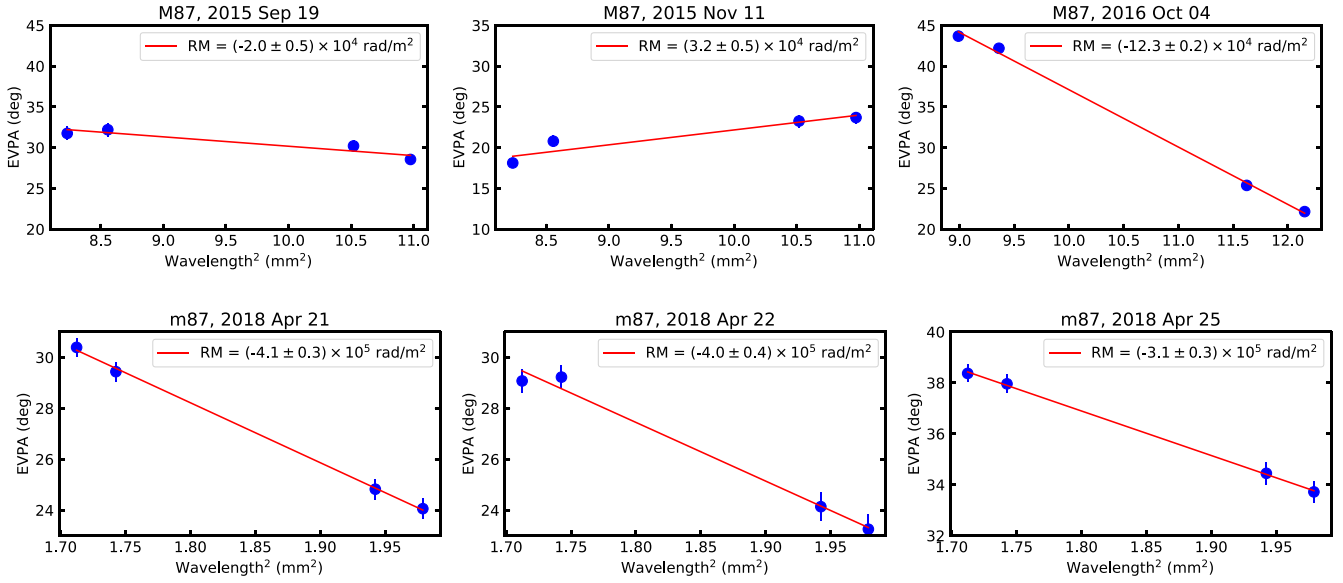 M87, 2015 Sep 19
RM = (-2.0 ± 0.5) × 10⁴ rad/m²
EVPA (deg)
45
40
35
30
25
20
8.5 9.0 9.5 10.0 10.5 11.0
Wavelength² (mm²)
M87, 2015 Nov 11
RM = (3.2 ± 0.5) × 10⁴ rad/m²
EVPA (deg)
50
40
30
20
10
8.5 9.0 9.5 10.0 10.5 11.0
Wavelength² (mm²)
M87, 2016 Oct 04
RM = (-12.3 ± 0.2) × 10⁴ rad/m²
EVPA (deg)
45
40
35
30
25
20
9.0 9.5 10.0 10.5 11.0 11.5 12.0
Wavelength² (mm²)
m87, 2018 Apr 21
RM = (-4.1 ± 0.3) × 10⁵ rad/m²
EVPA (deg)
30
28
26
24
1.70 1.75 1.80 1.85 1.90 1.95
Wavelength² (mm²)
m87, 2018 Apr 22
RM = (-4.0 ± 0.4) × 10⁵ rad/m²
EVPA (deg)
30
28
26
24
1.70 1.75 1.80 1.85 1.90 1.95
Wavelength² (mm²)
m87, 2018 Apr 25
RM = (-3.1 ± 0.3) × 10⁵ rad/m²
EVPA (deg)
40
38
36
34
32
1.70 1.75 1.80 1.85 1.90 1.95
Wavelength² (mm²)